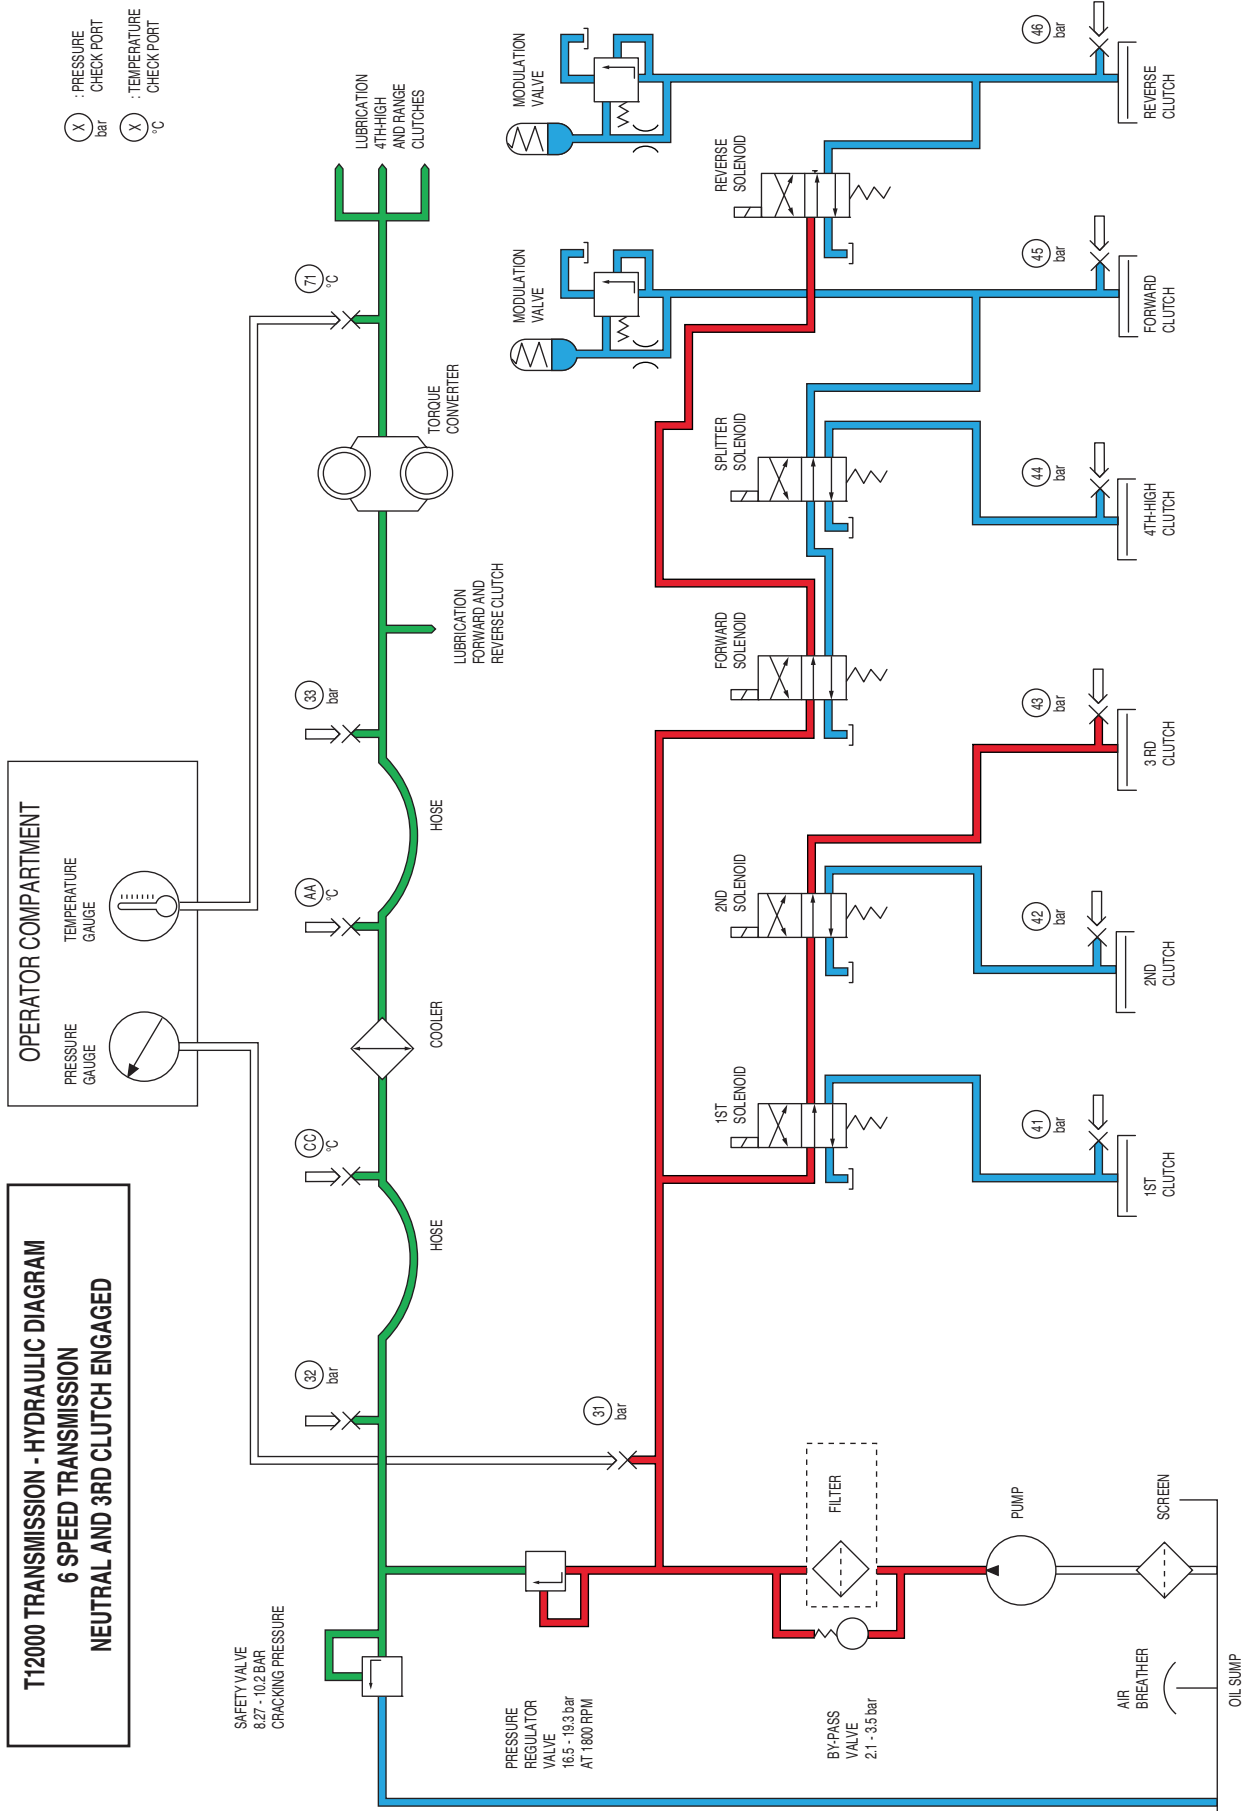 T12000 TRANSMISSION - HYDRAULIC DIAGRAM
6 SPEED TRANSMISSION
NEUTRAL AND 3RD CLUTCH ENGAGED
OPERATOR COMPARTMENT
PRESSURE
GAUGE
TEMPERATURE
GAUGE
X
bar
: PRESSURE
CHECK PORT
X
°C
: TEMPERATURE
CHECK PORT
SAFETY VALVE
8.27 - 10.2 BAR
CRACKING PRESSURE
32
bar
HOSE
CC
°C
COOLER
AA
°C
HOSE
33
bar
LUBRICATION
FORWARD AND
REVERSE CLUTCH
TORQUE
CONVERTER
71
°C
LUBRICATION
4TH-HIGH
AND RANGE
CLUTCHES
PRESSURE
REGULATOR
VALVE
16.5 - 19.3 bar
AT 1800 RPM
31
bar
MODULATION
VALVE
MODULATION
VALVE
1ST
SOLENOID
2ND
SOLENOID
FORWARD
SOLENOID
SPLITTER
SOLENOID
REVERSE
SOLENOID
BY-PASS
VALVE
2.1 - 3.5 bar
FILTER
PUMP
SCREEN
AIR
BREATHER
OIL SUMP
41
bar
42
bar
43
bar
44
bar
45
bar
46
bar
1ST
CLUTCH
2ND
CLUTCH
3 RD
CLUTCH
4TH-HIGH
CLUTCH
FORWARD
CLUTCH
REVERSE
CLUTCH